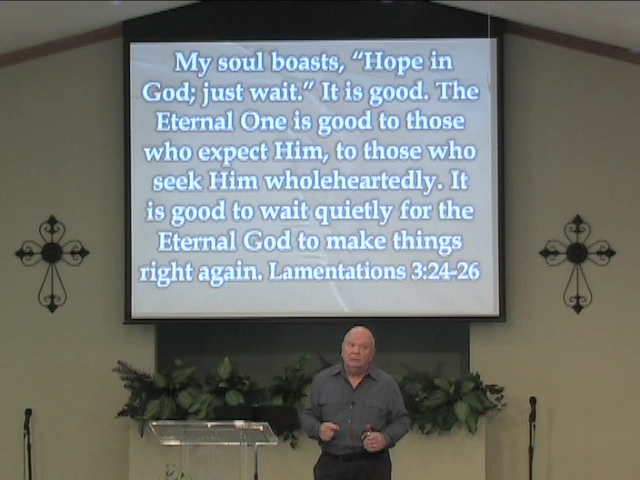 My soul boasts, “Hope in
God; just wait.” It is good. The
Eternal One is good to those
who expect Him, to those who
seek Him wholeheartedly. It
is good to wait quietly for the
Eternal God to make things
right again. Lamentations 3:24-26